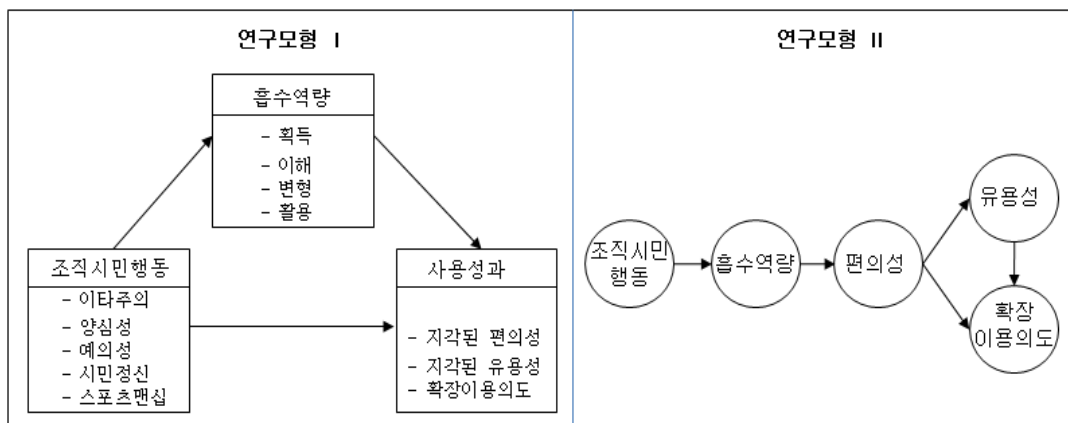 연구모형 I
흡수역량
- 획득
- 이해
- 변형
- 활용
조직시민행동
- 이타주의
- 양심성
- 예의성
- 시민정신
- 스포츠맨십
사용성과
- 지각된 편의성
- 지각된 유용성
- 확장이용의도
연구모형 II
조직시민
행동
흡수역량
편의성
유용성
확장
이용의도